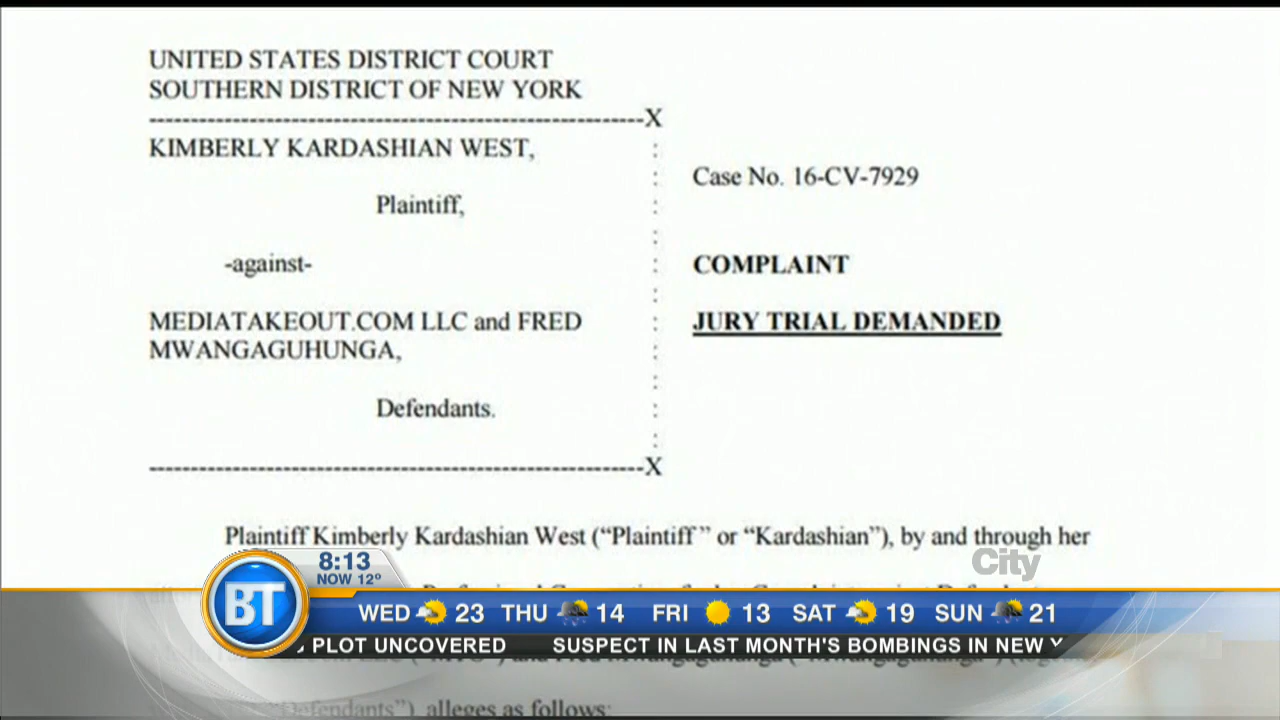 UNITED STATES DISTRICT COURT
SOUTHERN DISTRICT OF NEW YORK
------------------------------------------------------------X
KIMBERLY KARDASHIAN WEST,
Case No. 16-CV-7929
Plaintiff,
-against-
COMPLAINT
MEDIATAKEOUT.COM LLC and FRED
JURY TRIAL DEMANDED
MWANGAGUHUNGA,
Defendants.
------------------------------------------------------------X
Plaintiff Kimberly Kardashian West (“Plaintiff” or “Kardashian”), by and through her
City
8:13
NOW 12°
BT
WED 23 THU 14 FRI 13 SAT 19 SUN 21
PLOT UNCOVERED SUSPECT IN LAST MONTH'S BOMBINGS IN NEW Y
“Defendants”), alleges as follows: